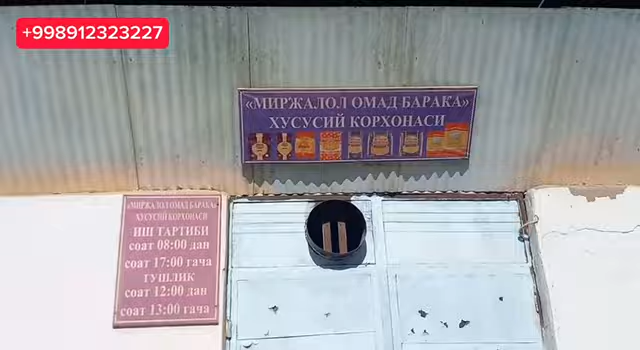 +998912323227
«МИРЖАЛОЛ ОМАД БАРАКА»
ХУСУСИЙ КОРХОНАСИ
«МИРЖАЛОЛ ОМАД БАРАКА»
ХУСУСИЙ КОРХОНАСИ
ИШ ТАРТИБИ
соат 08:00 дан
соат 17:00 гача
ТУШЛИК
соат 12:00 дан
соат 13:00 гача